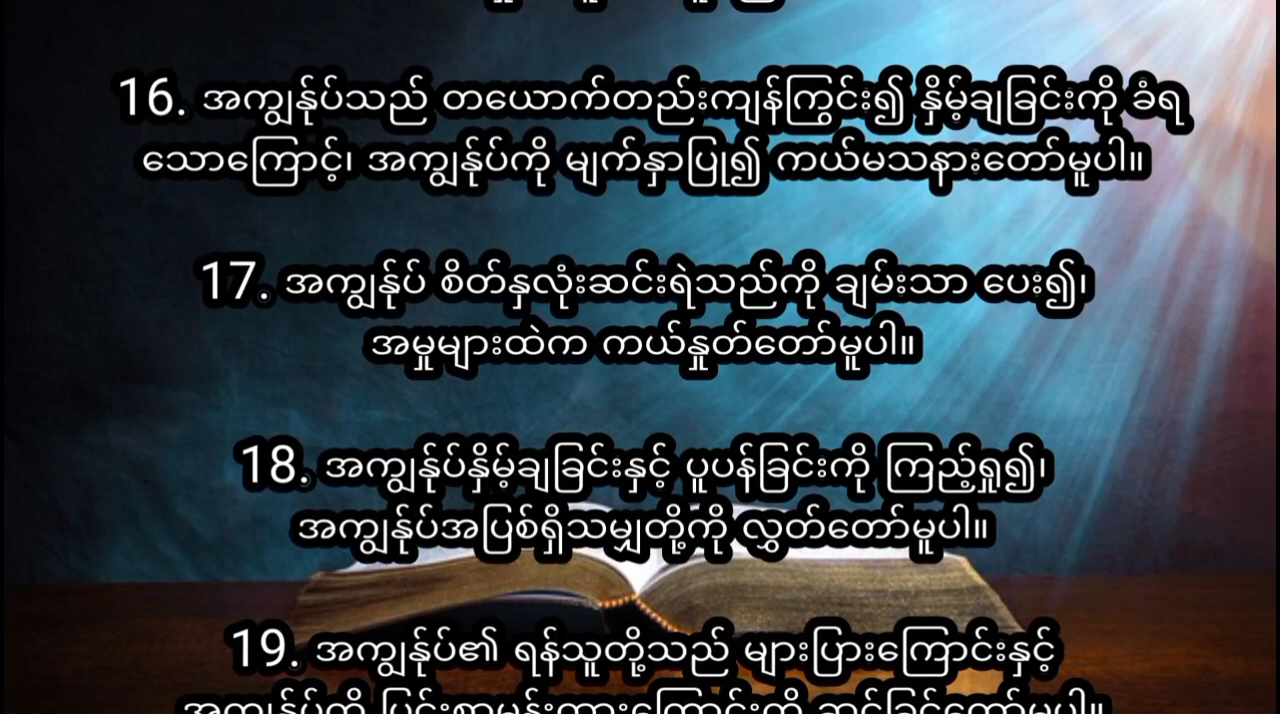 16. အကျွန်ုပ်သည် တယောက်တည်းကျန်ကြွင်း၍ နှိမ့်ချခြင်းကို ခံရ
သောကြောင့်၊ အကျွန်ုပ်ကို မျက်နှာပြု၍ ကယ်မသနားတော်မူပါ။
17. အကျွန်ုပ် စိတ်နှလုံးဆင်းရဲသည်ကို ချမ်းသာ ပေး၍၊
အမှုများထဲက ကယ်နှုတ်တော်မူပါ။
18. အကျွန်ုပ်နှိမ့်ချခြင်းနှင့် ပူပန်ခြင်းကို ကြည့်ရှု၍၊
အကျွန်ုပ်အပြစ်ရှိသမျှတို့ကို လွှတ်တော်မူပါ။
19. အကျွန်ုပ်၏ ရန်သူတို့သည် များပြားကြောင်းနှင့်